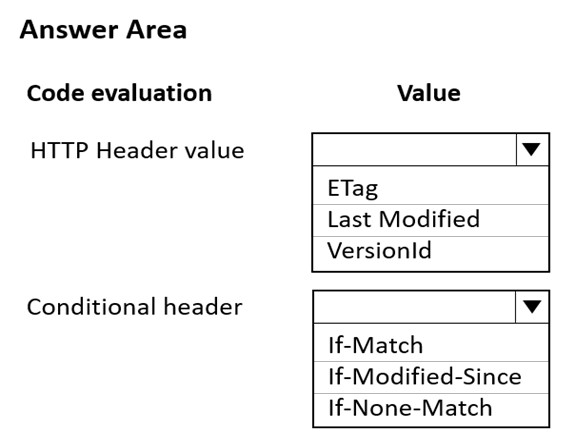 Answer Area
Code evaluation Value
HTTP Header value
ETag
Last Modified
VersionId
Conditional header
If-Match
If-Modified-Since
If-None-Match